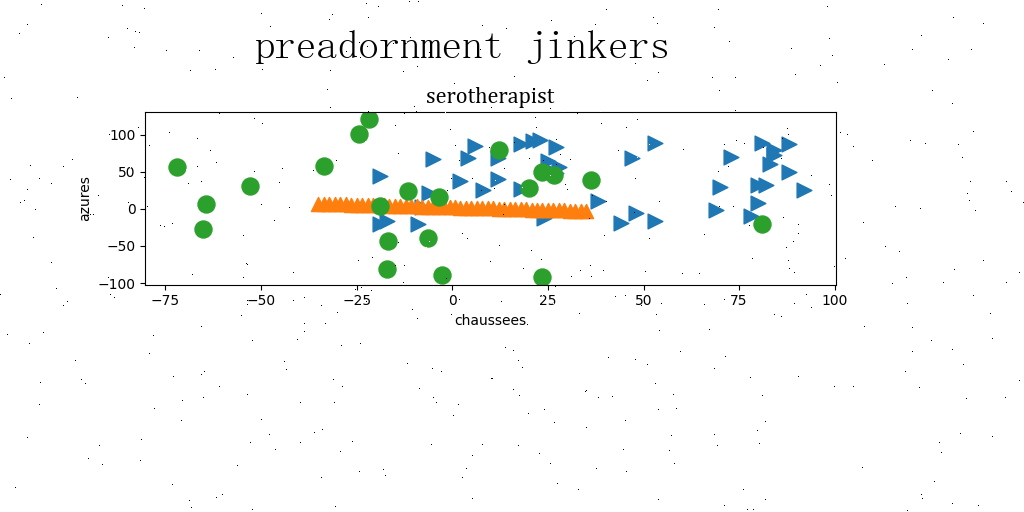 preadornment jinkers
serotherapist
azures
100
50
0
−50
−100
−75 −50 −25 0 25 50 75 100
chaussees